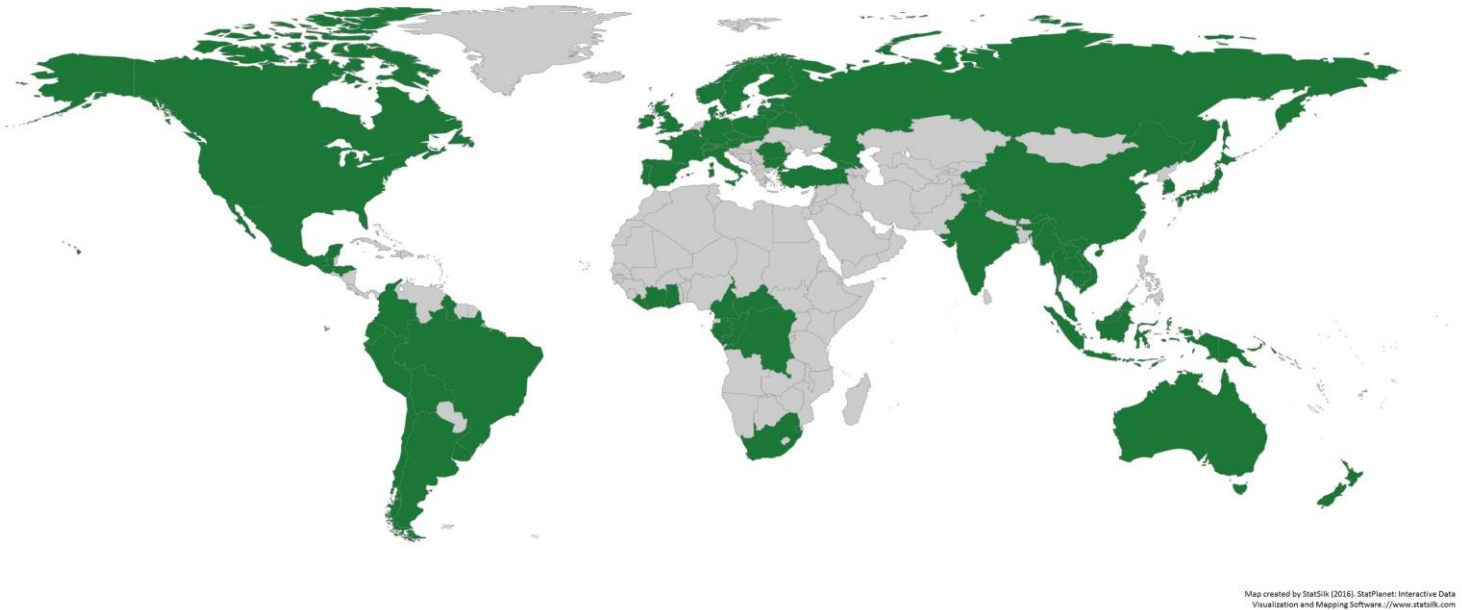 Map created by StatSilk (2016). StatPlanet: Interactive Data
Visualization and Mapping Software.://www.statsilk.com